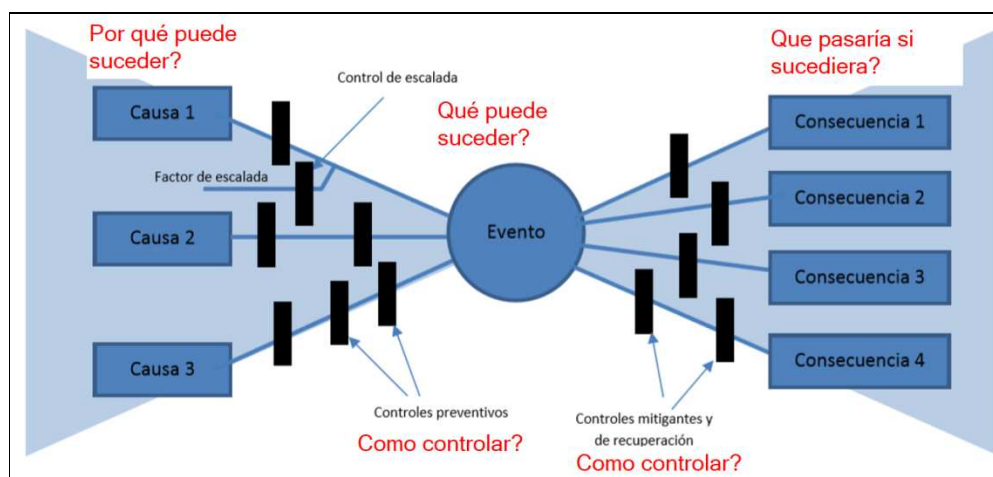 Por qué puede
suceder?
Que pasaría si
sucediera?
Control de escalada
Causa 1
Qué puede
suceder?
Consecuencia 1
Factor de escalada
Consecuencia 2
Causa 2
Evento
Consecuencia 3
Causa 3
Consecuencia 4
Controles preventivos
Como controlar?
Controles mitigantes y
de recuperación
Como controlar?